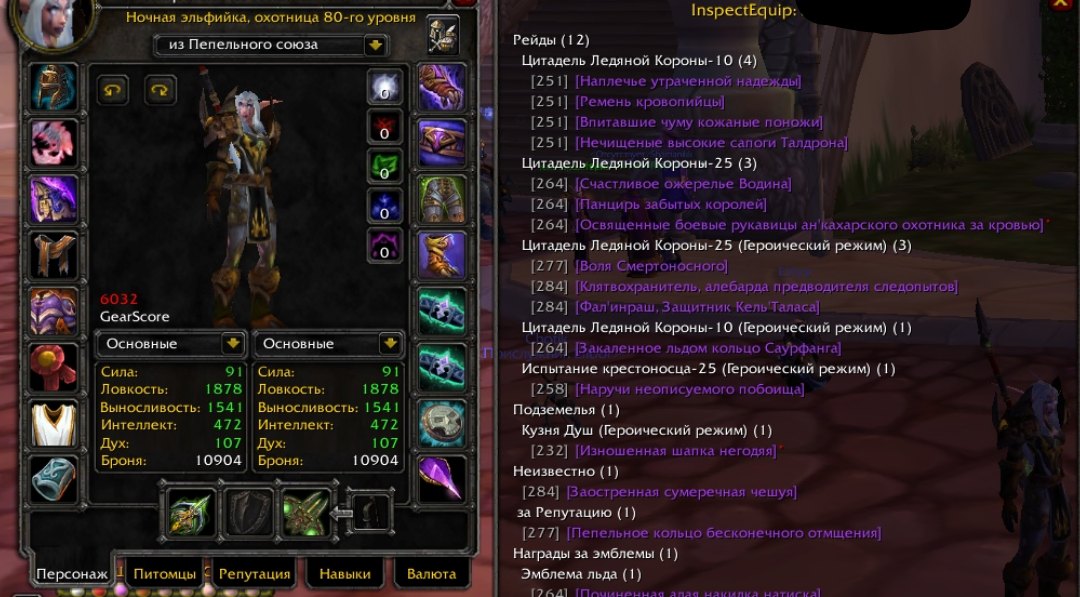 Ночная эльфийка, охотница 80-го уровня
из Пепельного союза
0
0
0
0
0
6032
GearScore
Основные
Основные
Сила: 91
Ловкость: 1878
Выносливость: 1541
Интеллект: 472
Дух: 107
Броня: 10904
Сила: 91
Ловкость: 1878
Выносливость: 1541
Интеллект: 472
Дух: 107
Броня: 10904
Персонаж
Питомцы
Репутация
Навыки
Валюта
InspectEquip:
Рейды (12)
Цитадель Ледяной Короны-10 (4)
[251] [Наплечье утраченной надежды]
[251] [Ремень кровопийцы]
[251] [Впитавшие чуму кожаные поножи]
[251] [Нечищеные высокие сапоги Талдрона]
Цитадель Ледяной Короны-25 (3)
[264] [Счастливое ожерелье Водина]
[264] [Панцирь забытых королей]
[264] [Освященные боевые рукавицы ан'кахарского охотника за кровью]*
Цитадель Ледяной Короны-25 (Героический режим) (3)
[277] [Воля Смертоносного]
[284] [Клятвохранитель, алебарда предводителя следопытов]
[284] [Фал'инраш, Защитник Кель'Таласа]
Цитадель Ледяной Короны-10 (Героический режим) (1)
[264] [Закаленное льдом кольцо Саурфанга]
Испытание крестоносца-25 (Героический режим) (1)
[258] [Наручи неописуемого побоища]
Подземелья (1)
Кузня Душ (Героический режим) (1)
[232] [Изношенная шапка негодяя]*
Неизвестно (1)
[284] [Заостренная сумеречная чешуя]
за Репутацию (1)
[277] [Пепельное кольцо бесконечного отмщения]
Награды за эмблемы (1)
Эмблема льда (1)
[264] [Починенная алая накидка натиска]